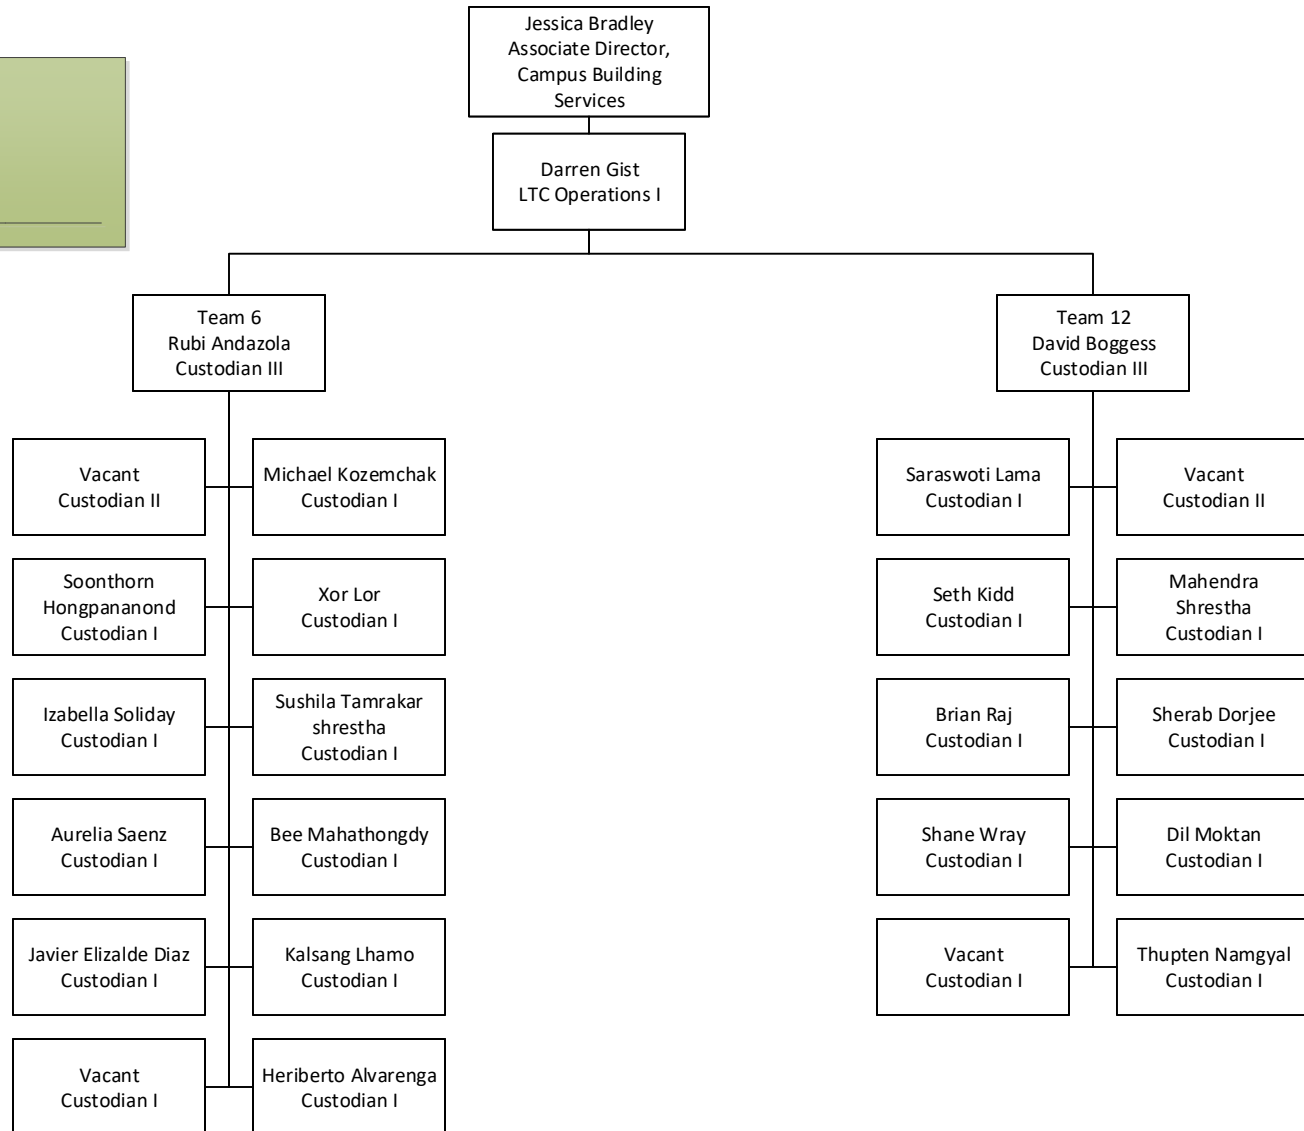 Jessica Bradley
Associate Director,
Campus Building
Services
Darren Gist
LTC Operations I
Team 6
Rubi Andazola
Custodian III
Team 12
David Boggess
Custodian III
Vacant
Custodian II
Michael Kozemchak
Custodian I
Saraswoti Lama
Custodian I
Vacant
Custodian II
Soonthorn
Hongpananond
Custodian I
Xor Lor
Custodian I
Seth Kidd
Custodian I
Mahendra
Shrestha
Custodian I
Izabella Soliday
Custodian I
Sushila Tamrakar
shrestha
Custodian I
Brian Raj
Custodian I
Sherab Dorjee
Custodian I
Aurelia Saenz
Custodian I
Bee Mahathongdy
Custodian I
Shane Wray
Custodian I
Dil Moktan
Custodian I
Javier Elizalde Diaz
Custodian I
Kalsang Lhamo
Custodian I
Vacant
Custodian I
Thupten Namgyal
Custodian I
Vacant
Custodian I
Heriberto Alvarenga
Custodian I